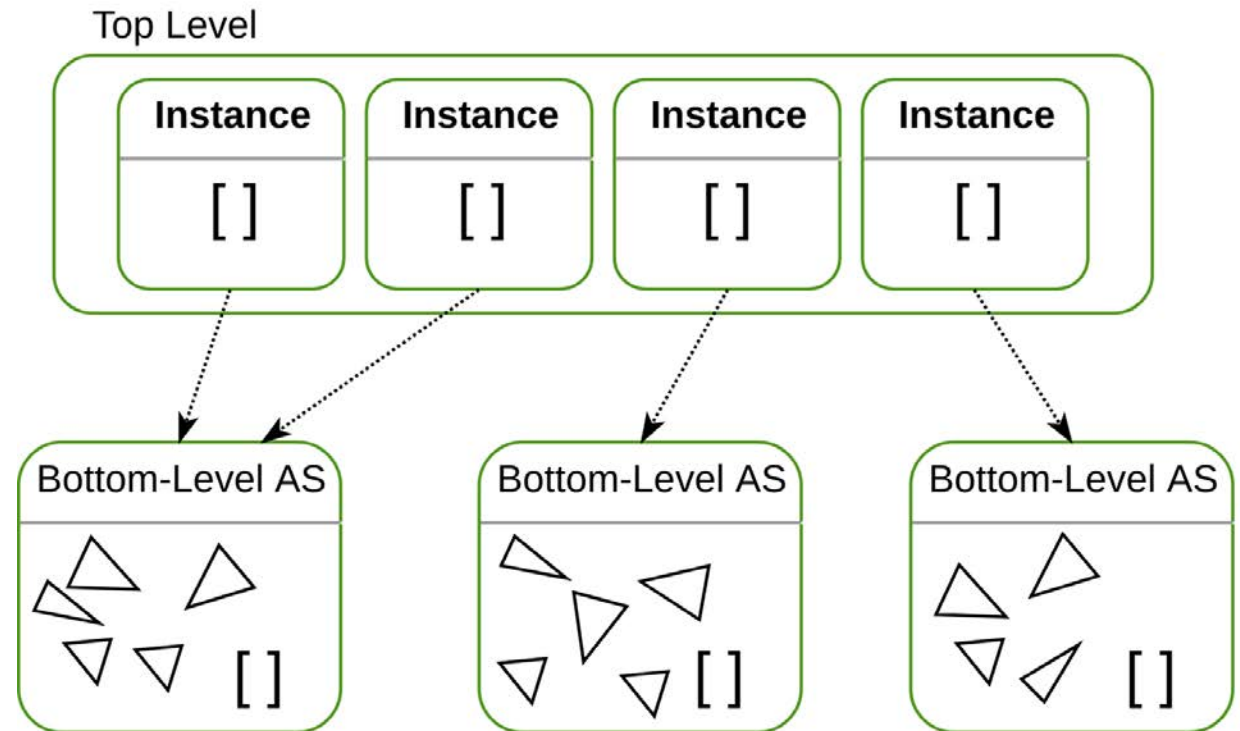 Top Level
Instance Instance Instance Instance
[ ] [ ] [ ] [ ]
Bottom-Level AS Bottom-Level AS Bottom-Level AS
[ ] [ ] [ ]